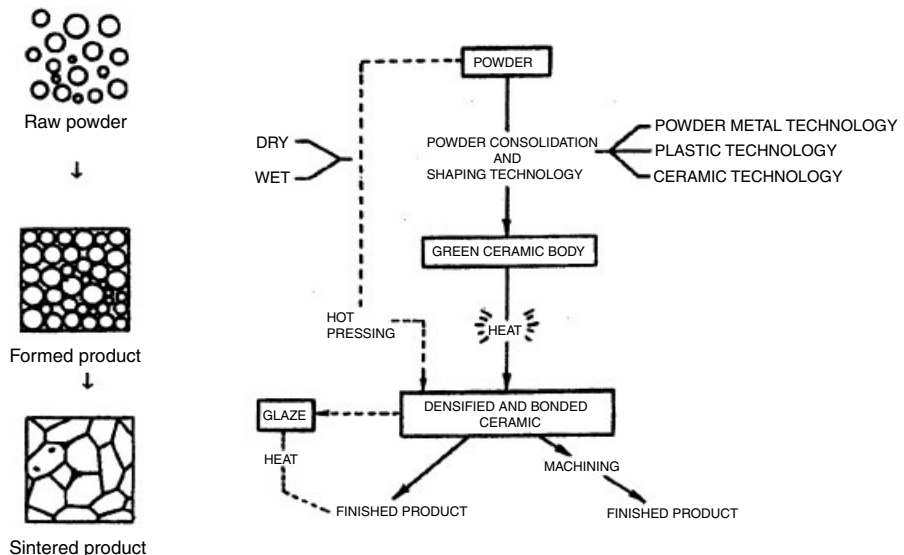 Raw powder
↓
Formed product
↓
Sintered product
POWDER
DRY
WET
POWDER CONSOLIDATION
AND
SHAPING TECHNOLOGY
POWDER METAL TECHNOLOGY
PLASTIC TECHNOLOGY
CERAMIC TECHNOLOGY
GREEN CERAMIC BODY
HOT
PRESSING
HEAT
DENSIFIED AND BONDED
CERAMIC
GLAZE
HEAT
MACHINING
FINISHED PRODUCT
FINISHED PRODUCT